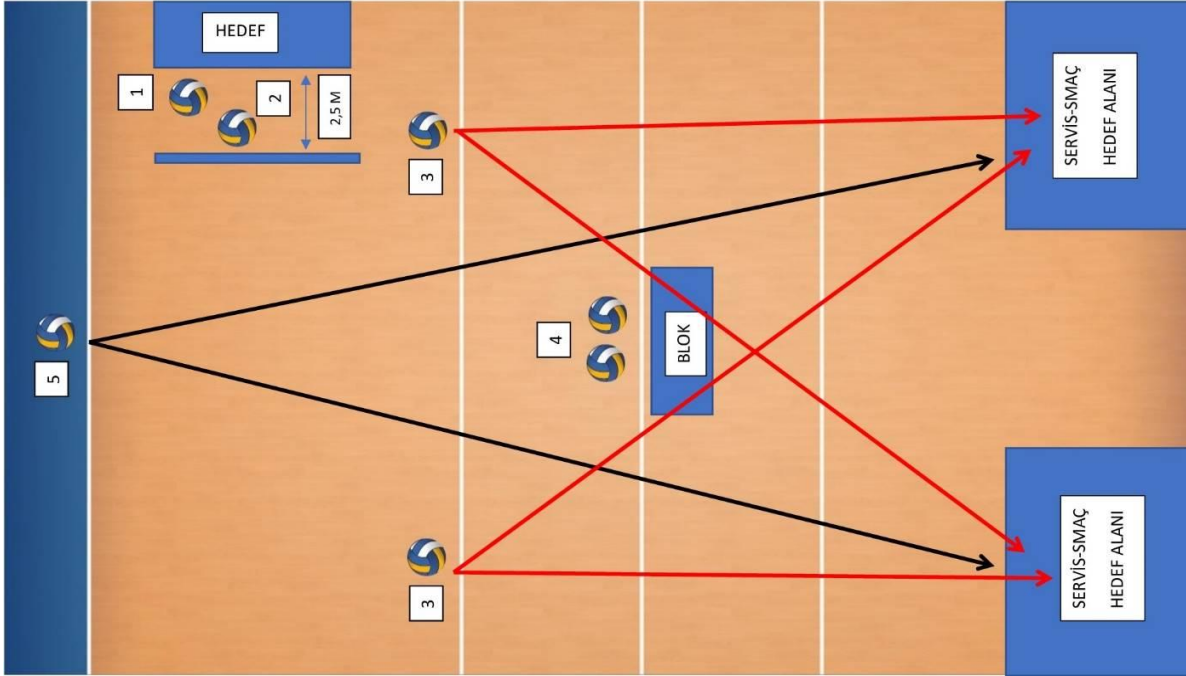 HEDEF
1
2
2,5 M
3
5
4
BLOK
3
SERVİS-SMAÇ
HEDEF ALANI
SERVİS-SMAÇ
HEDEF ALANI